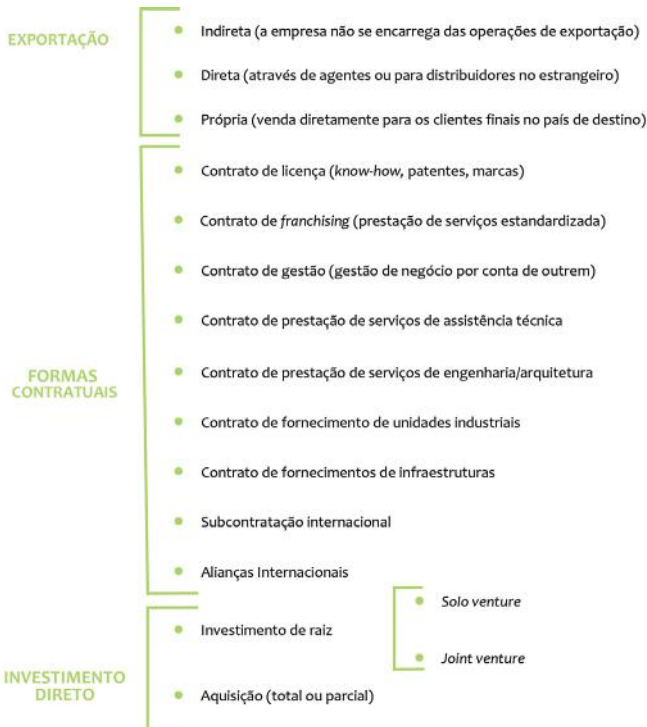 EXPORTAÇÃO
Indireta (a empresa não se encarrega das operações de exportação)
Direta (através de agentes ou para distribuidores no estrangeiro)
Própria (venda diretamente para os clientes finais no país de destino)
FORMAS
CONTRATUAIS
Contrato de licença (know-how, patentes, marcas)
Contrato de franchising (prestação de serviços estandardizada)
Contrato de gestão (gestão de negócio por conta de outrem)
Contrato de prestação de serviços de assistência técnica
Contrato de prestação de serviços de engenharia/arquitetura
Contrato de fornecimento de unidades industriais
Contrato de fornecimentos de infraestruturas
Subcontratação internacional
Alianças Internacionais
INVESTIMENTO
DIRETO
Investimento de raiz
Solo venture
Joint venture
Aquisição (total ou parcial)